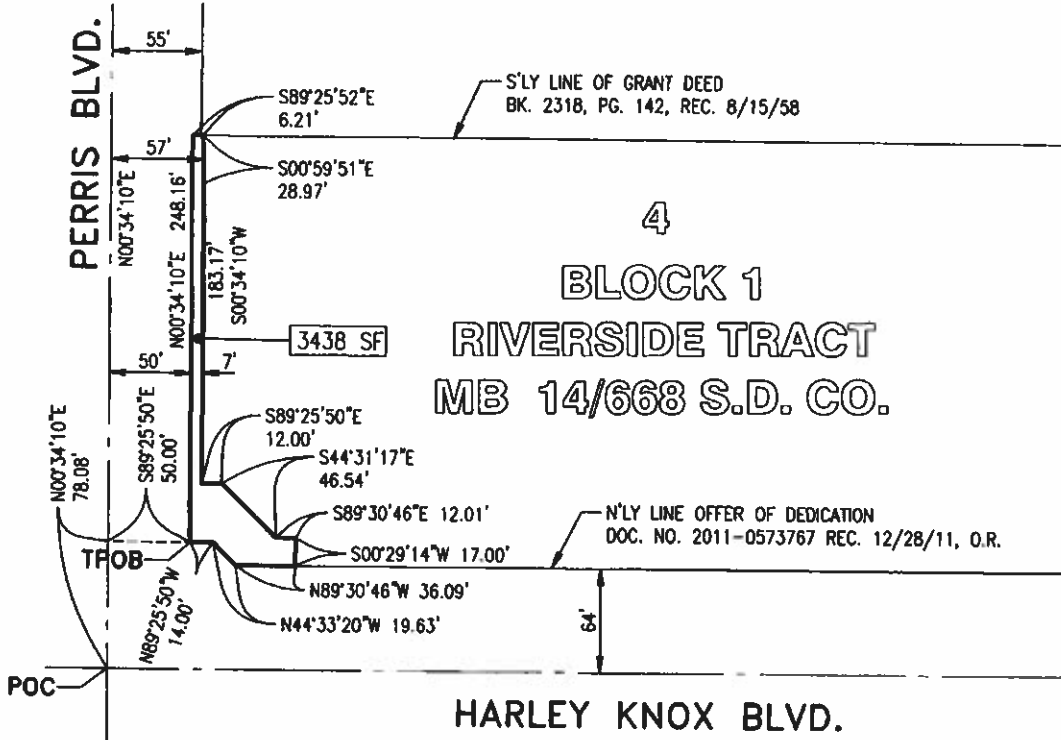 PERRIS BLVD.
55'
S89°25'52"E
6.21'
S'LY LINE OF GRANT DEED
BK. 2318, PG. 142, REC. 8/15/58
57'
N00°34'10"E
S00°59'51"E
28.97'
N00°34'10"E 248.16'
183.17'
S00°34'10"W
4
BLOCK 1
RIVERSIDE TRACT
MB 14/668 S.D. CO.
3438 SF
50'
7'
S89°25'50"E
12.00'
N00°34'10"E
78.08'
S89°25'50"E
50.00'
S44°31'17"E
46.54'
S89°30'46"E 12.01'
N'LY LINE OFFER OF DEDICATION
DOC. NO. 2011-0573767 REC. 12/28/11, O.R.
TPOB
S00°29'14"W 17.00'
N89°30'46"W 36.09'
N89°25'50"W
14.00'
N44°33'20"W 19.63'
64'
POC
HARLEY KNOX BLVD.